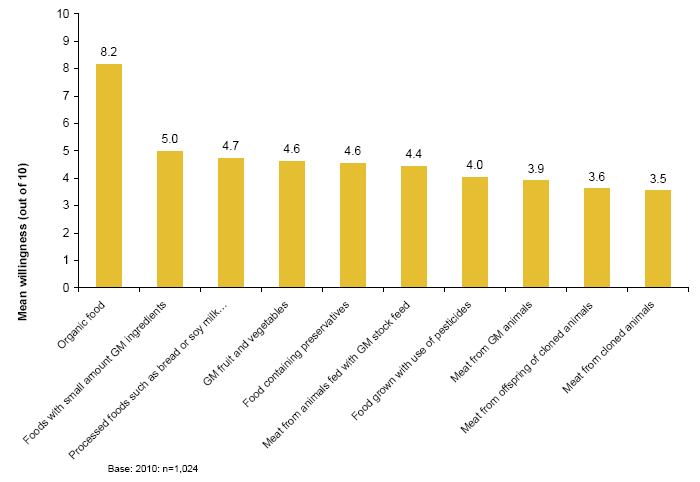 Mean willingness (out of 10)
10
9
8
7
6
5
4
3
2
1
0
8.2
5.0
4.7
4.6
4.6
4.4
4.0
3.9
3.6
3.5
Organic food
Foods with small amount GM ingredients
Processed foods such as bread or soy milk...
GM fruit and vegetables
Food containing preservatives
Meat from animals fed with GM stock feed
Food grown with use of pesticides
Meat from GM animals
Meat from offspring of cloned animals
Meat from cloned animals
Base: 2010: n=1,024